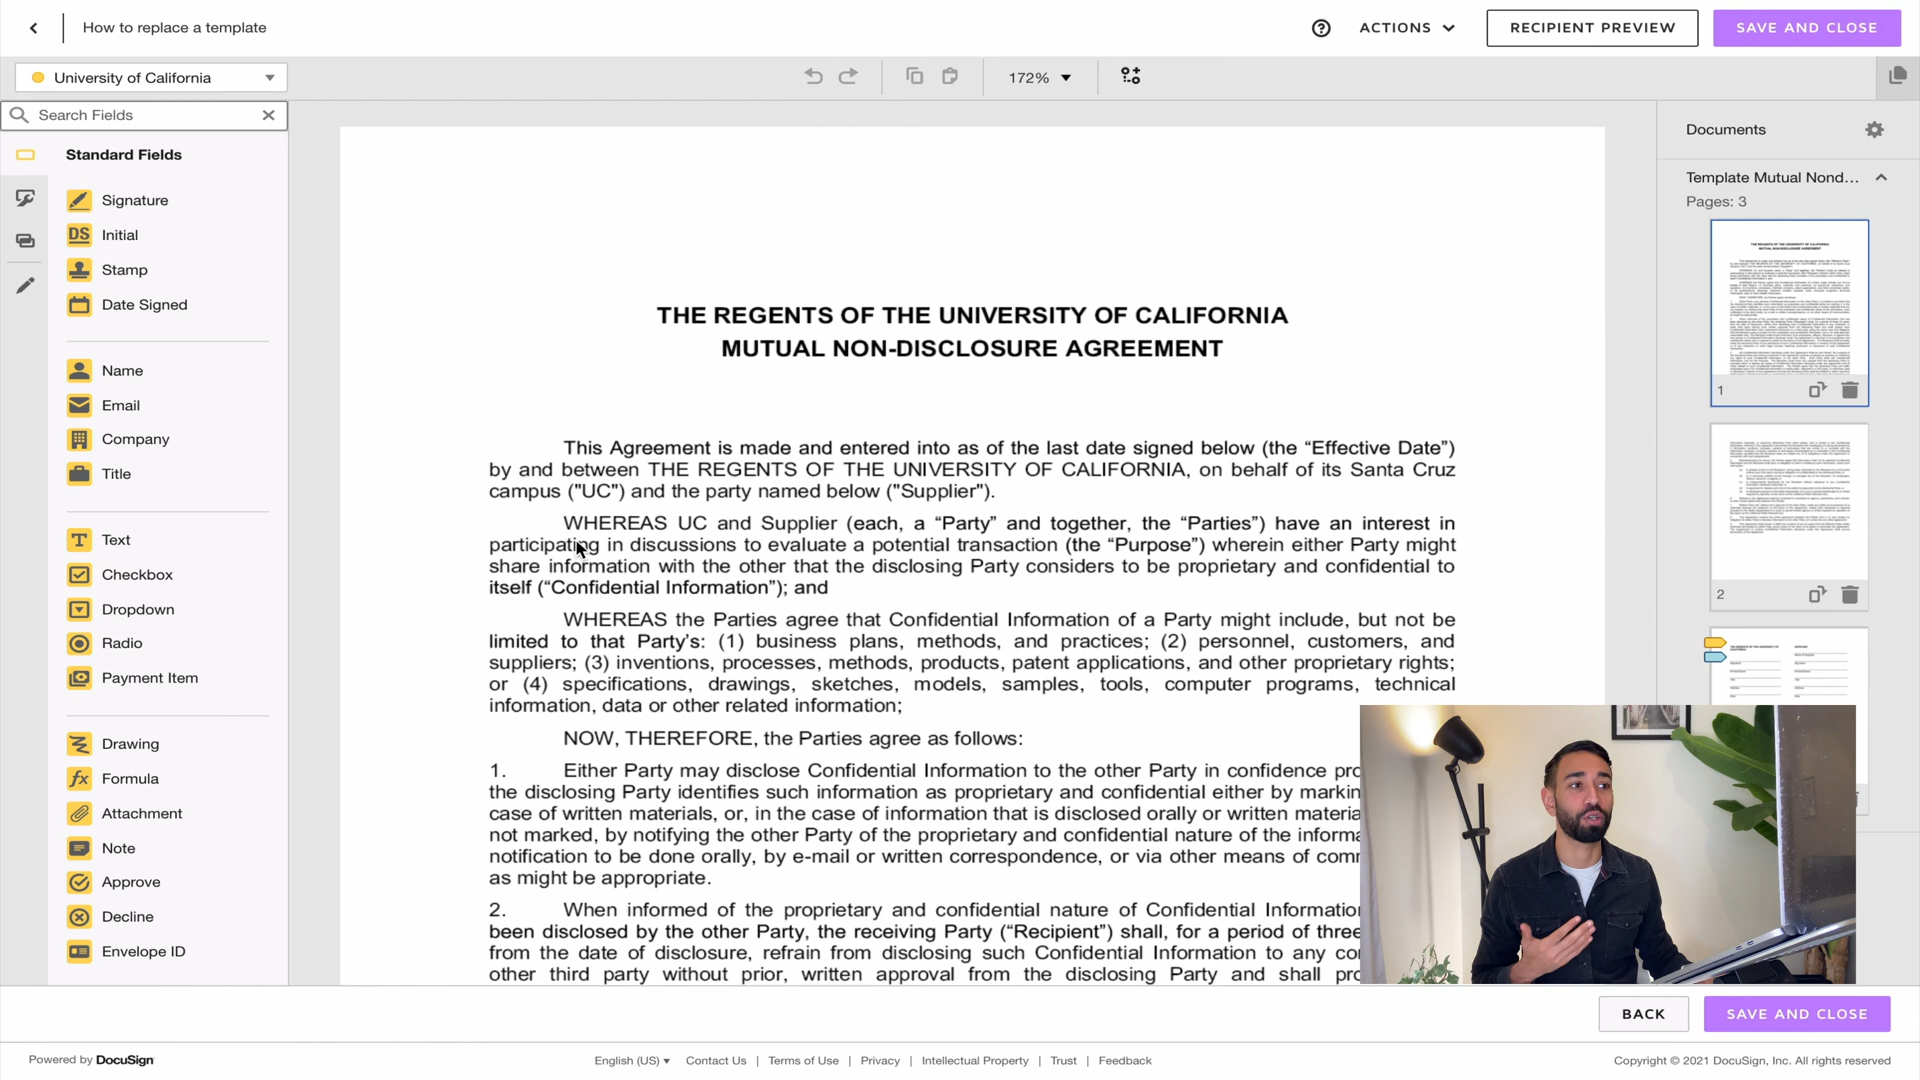 How to replace a template
ACTIONS
RECIPIENT PREVIEW
SAVE AND CLOSE
University of California
172%
Search Fields
Standard Fields
Signature
DS Initial
Stamp
Date Signed
Name
Email
Company
Title
Text
Checkbox
Dropdown
Radio
Payment Item
Drawing
Formula
Attachment
Note
Approve
Decline
Envelope ID
THE REGENTS OF THE UNIVERSITY OF CALIFORNIA
MUTUAL NON-DISCLOSURE AGREEMENT
This Agreement is made and entered into as of the last date signed below (the “Effective Date”)
by and between THE REGENTS OF THE UNIVERSITY OF CALIFORNIA, on behalf of its Santa Cruz
campus ("UC") and the party named below ("Supplier").
WHEREAS UC and Supplier (each, a “Party” and together, the “Parties”) have an interest in
participating in discussions to evaluate a potential transaction (the “Purpose”) wherein either Party might
share information with the other that the disclosing Party considers to be proprietary and confidential to
itself (“Confidential Information”); and
WHEREAS the Parties agree that Confidential Information of a Party might include, but not be
limited to that Party’s: (1) business plans, methods, and practices; (2) personnel, customers, and
suppliers; (3) inventions, processes, methods, products, patent applications, and other proprietary rights;
or (4) specifications, drawings, sketches, models, samples, tools, computer programs, technical
information, data or other related information;
NOW, THEREFORE, the Parties agree as follows:
1. Either Party may disclose Confidential Information to the other Party in confidence
the disclosing Party identifies such information as proprietary and confidential either by
case of written materials, or, in the case of information that is disclosed orally or written
not marked, by notifying the other Party of the proprietary and confidential nature of the
notification to be done orally, by e-mail or written correspondence, or via other means of
as might be appropriate.
2. When informed of the proprietary and confidential nature of Confidential
been disclosed by the other Party, the receiving Party (“Recipient”) shall, for a period of three
from the date of disclosure, refrain from disclosing such Confidential Information to any
other third party without prior, written approval from the disclosing Party and shall
Documents
Template Mutual Nond...
Pages: 3
THE REGENTS OF THE UNIVERSITY OF CALIFORNIA
MUTUAL NON-DISCLOSURE AGREEMENT
1
2
BACK
SAVE AND CLOSE
Powered by DocuSign
English (US) Contact Us | Terms of Use | Privacy | Intellectual Property | Trust | Feedback
Copyright © 2021 DocuSign, Inc. All rights reserved